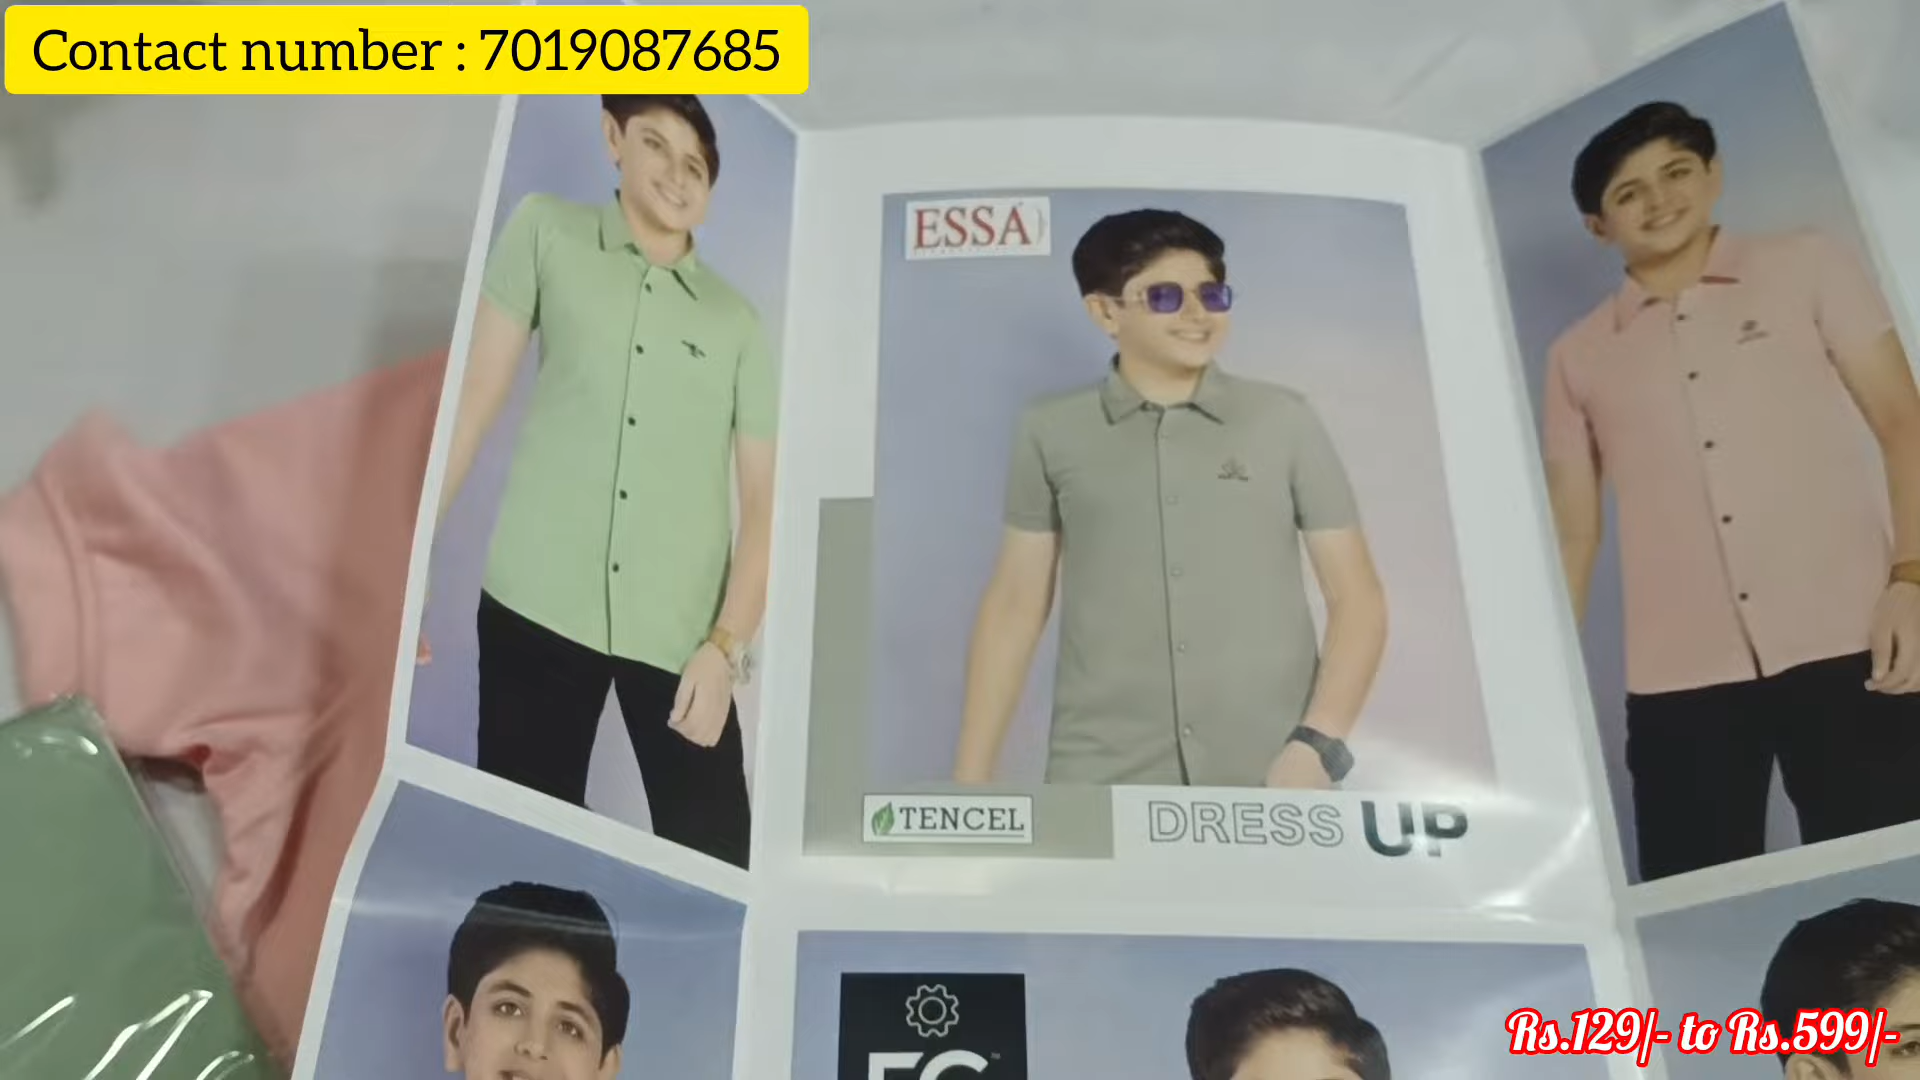 Contact number : 7019087685
ESSA
TENCEL
DRESS UP
Rs.129/- to Rs.599/-